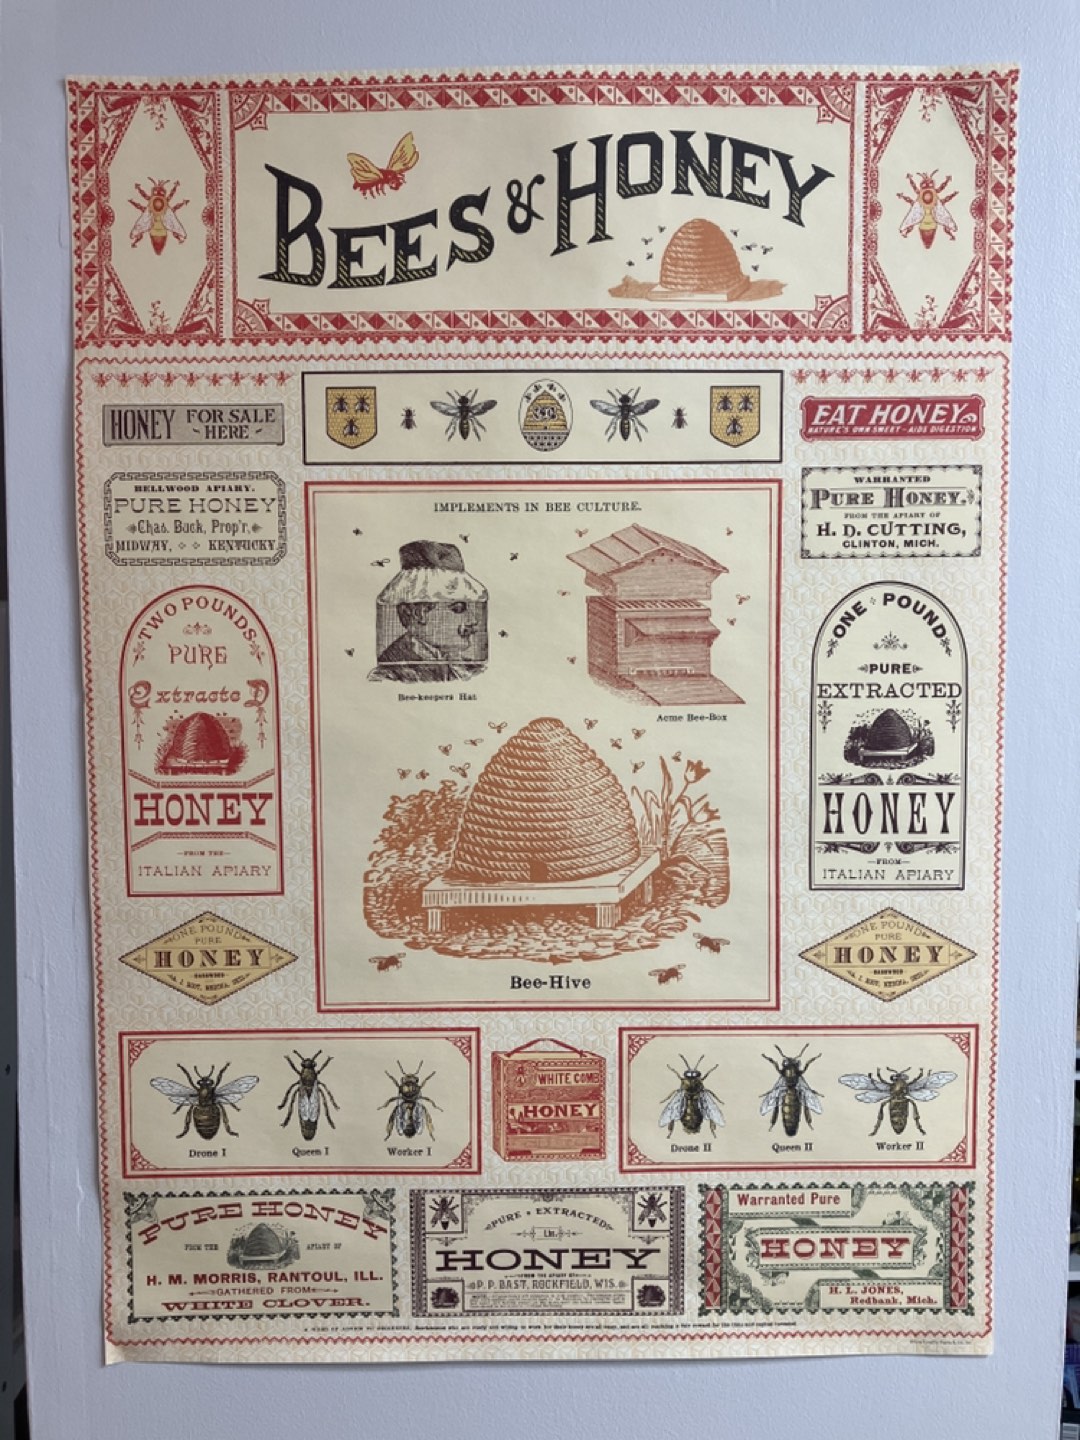 BEES & HONEY
HONEY FOR SALE
HERE
EAT HONEY
NATURE'S OWN SWEET - AIDS DIGESTION
BELLWOOD APIARY.
PURE HONEY
Chas. Buck, Prop'r,
MIDWAY, KENTUCKY
WARRANTED
PURE HONEY.
FROM THE APIARY OF
H. D. CUTTING,
CLINTON, MICH.
IMPLEMENTS IN BEE CULTURE.
Bee-keepers Hat
Acme Bee-Box
Bee-Hive
TWO POUNDS
PURE
Extracted
HONEY
FROM THE
ITALIAN APIARY
ONE POUND
PURE
EXTRACTED
HONEY
FROM
ITALIAN APIARY
ONE POUND
PURE
HONEY
ONE POUND
PURE
HONEY
Drone I
Queen I
Worker I
WHITE COMB
HONEY
Drone II
Queen II
Worker II
PURE HONEY
FROM THE APIARY OF
H. M. MORRIS, RANTOUL, ILL.
GATHERED FROM
WHITE CLOVER.
PURE EXTRACTED
HONEY
FROM THE APIARY OF
P. P. BAST, ROCKFIELD, WIS.
Warranted Pure
HONEY
H. L. JONES,
Redbank, Mich.